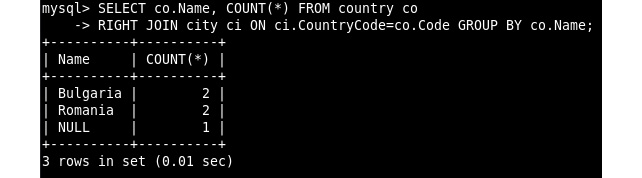 mysql> SELECT co.Name, COUNT(*) FROM country co
    -> RIGHT JOIN city ci ON ci.CountryCode=co.Code GROUP BY co.Name;
+----------+----------+
| Name     | COUNT(*) |
+----------+----------+
| Bulgaria |        2 |
| Romania  |        2 |
| NULL     |        1 |
+----------+----------+
3 rows in set (0.01 sec)